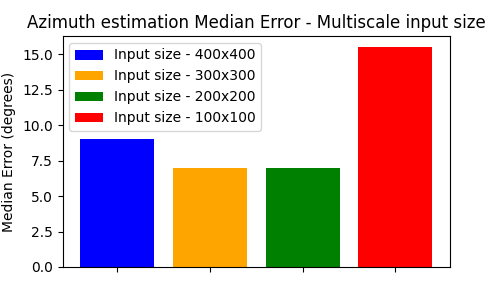 Azimuth estimation Median Error - Multiscale input size
Median Error (degrees)
15.0
12.5
10.0
7.5
5.0
2.5
0.0
Input size - 400x400
Input size - 300x300
Input size - 200x200
Input size - 100x100